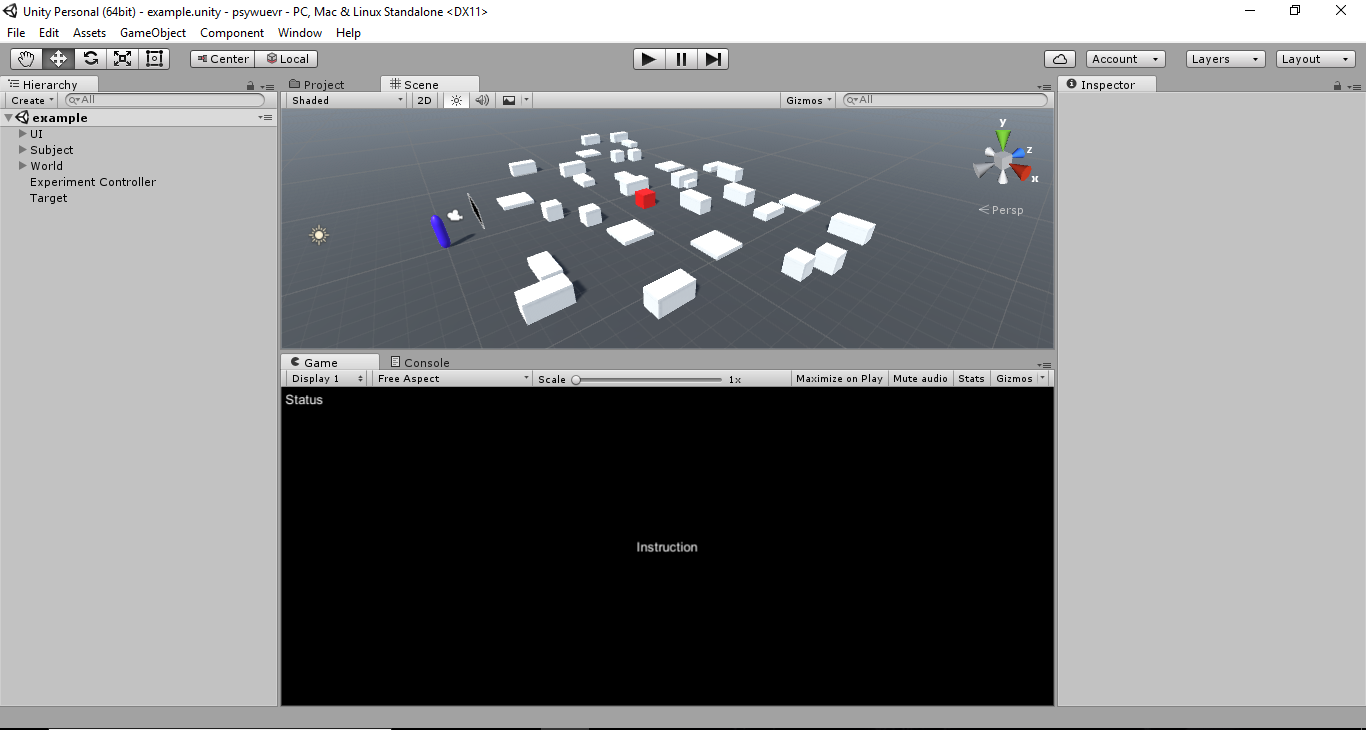 Unity Personal (64bit) - example.unity - psywuevr - PC, Mac & Linux Standalone <DX11>
File Edit Assets GameObject Component Window Help
Center Local Account Layers Layout
Hierarchy Project Scene Inspector
Create All Shaded 2D Gizmos All
example
UI
Subject
World
Experiment Controller
Target
y
z
x
Persp
Game Console
Display 1 Free Aspect Scale 1x Maximize on Play Mute audio Stats Gizmos
Status
Instruction